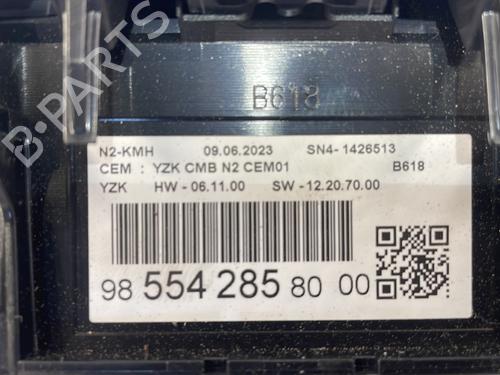 B-PARTS
B618
N2-KMH 09.06.2023 SN4- 1426513
CEM : YZK CMB N2 CEM01 B618
YZK HW - 06.11.00 SW - 12.20.70.00
98 554 285 80 00